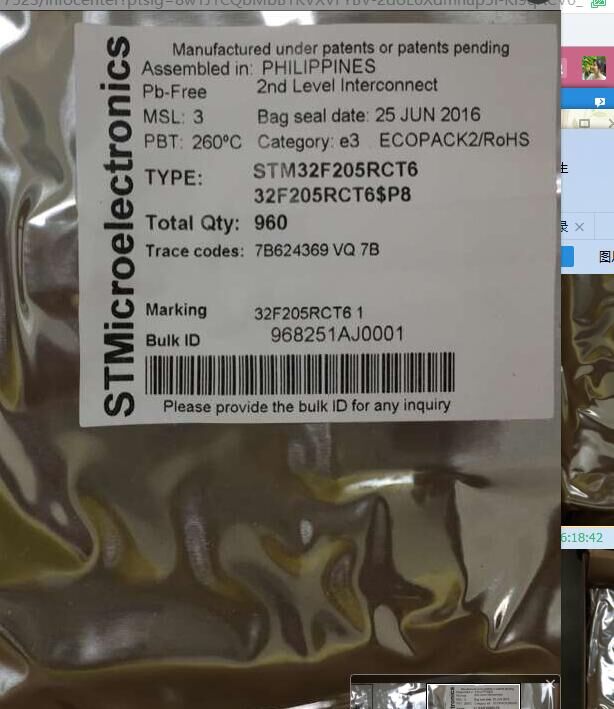 STMicroelectronics
Manufactured under patents or patents pending
Assembled in: PHILIPPINES
Pb-Free 2nd Level Interconnect
MSL: 3 Bag seal date: 25 JUN 2016
PBT: 260ºC Category: e3 ECOPACK2/RoHS
TYPE: STM32F205RCT6
32F205RCT6$P8
Total Qty: 960
Trace codes: 7B624369 VQ 7B
Marking 32F205RCT6 1
Bulk ID 968251AJ0001
Please provide the bulk ID for any inquiry
生
录
图
6:18:42